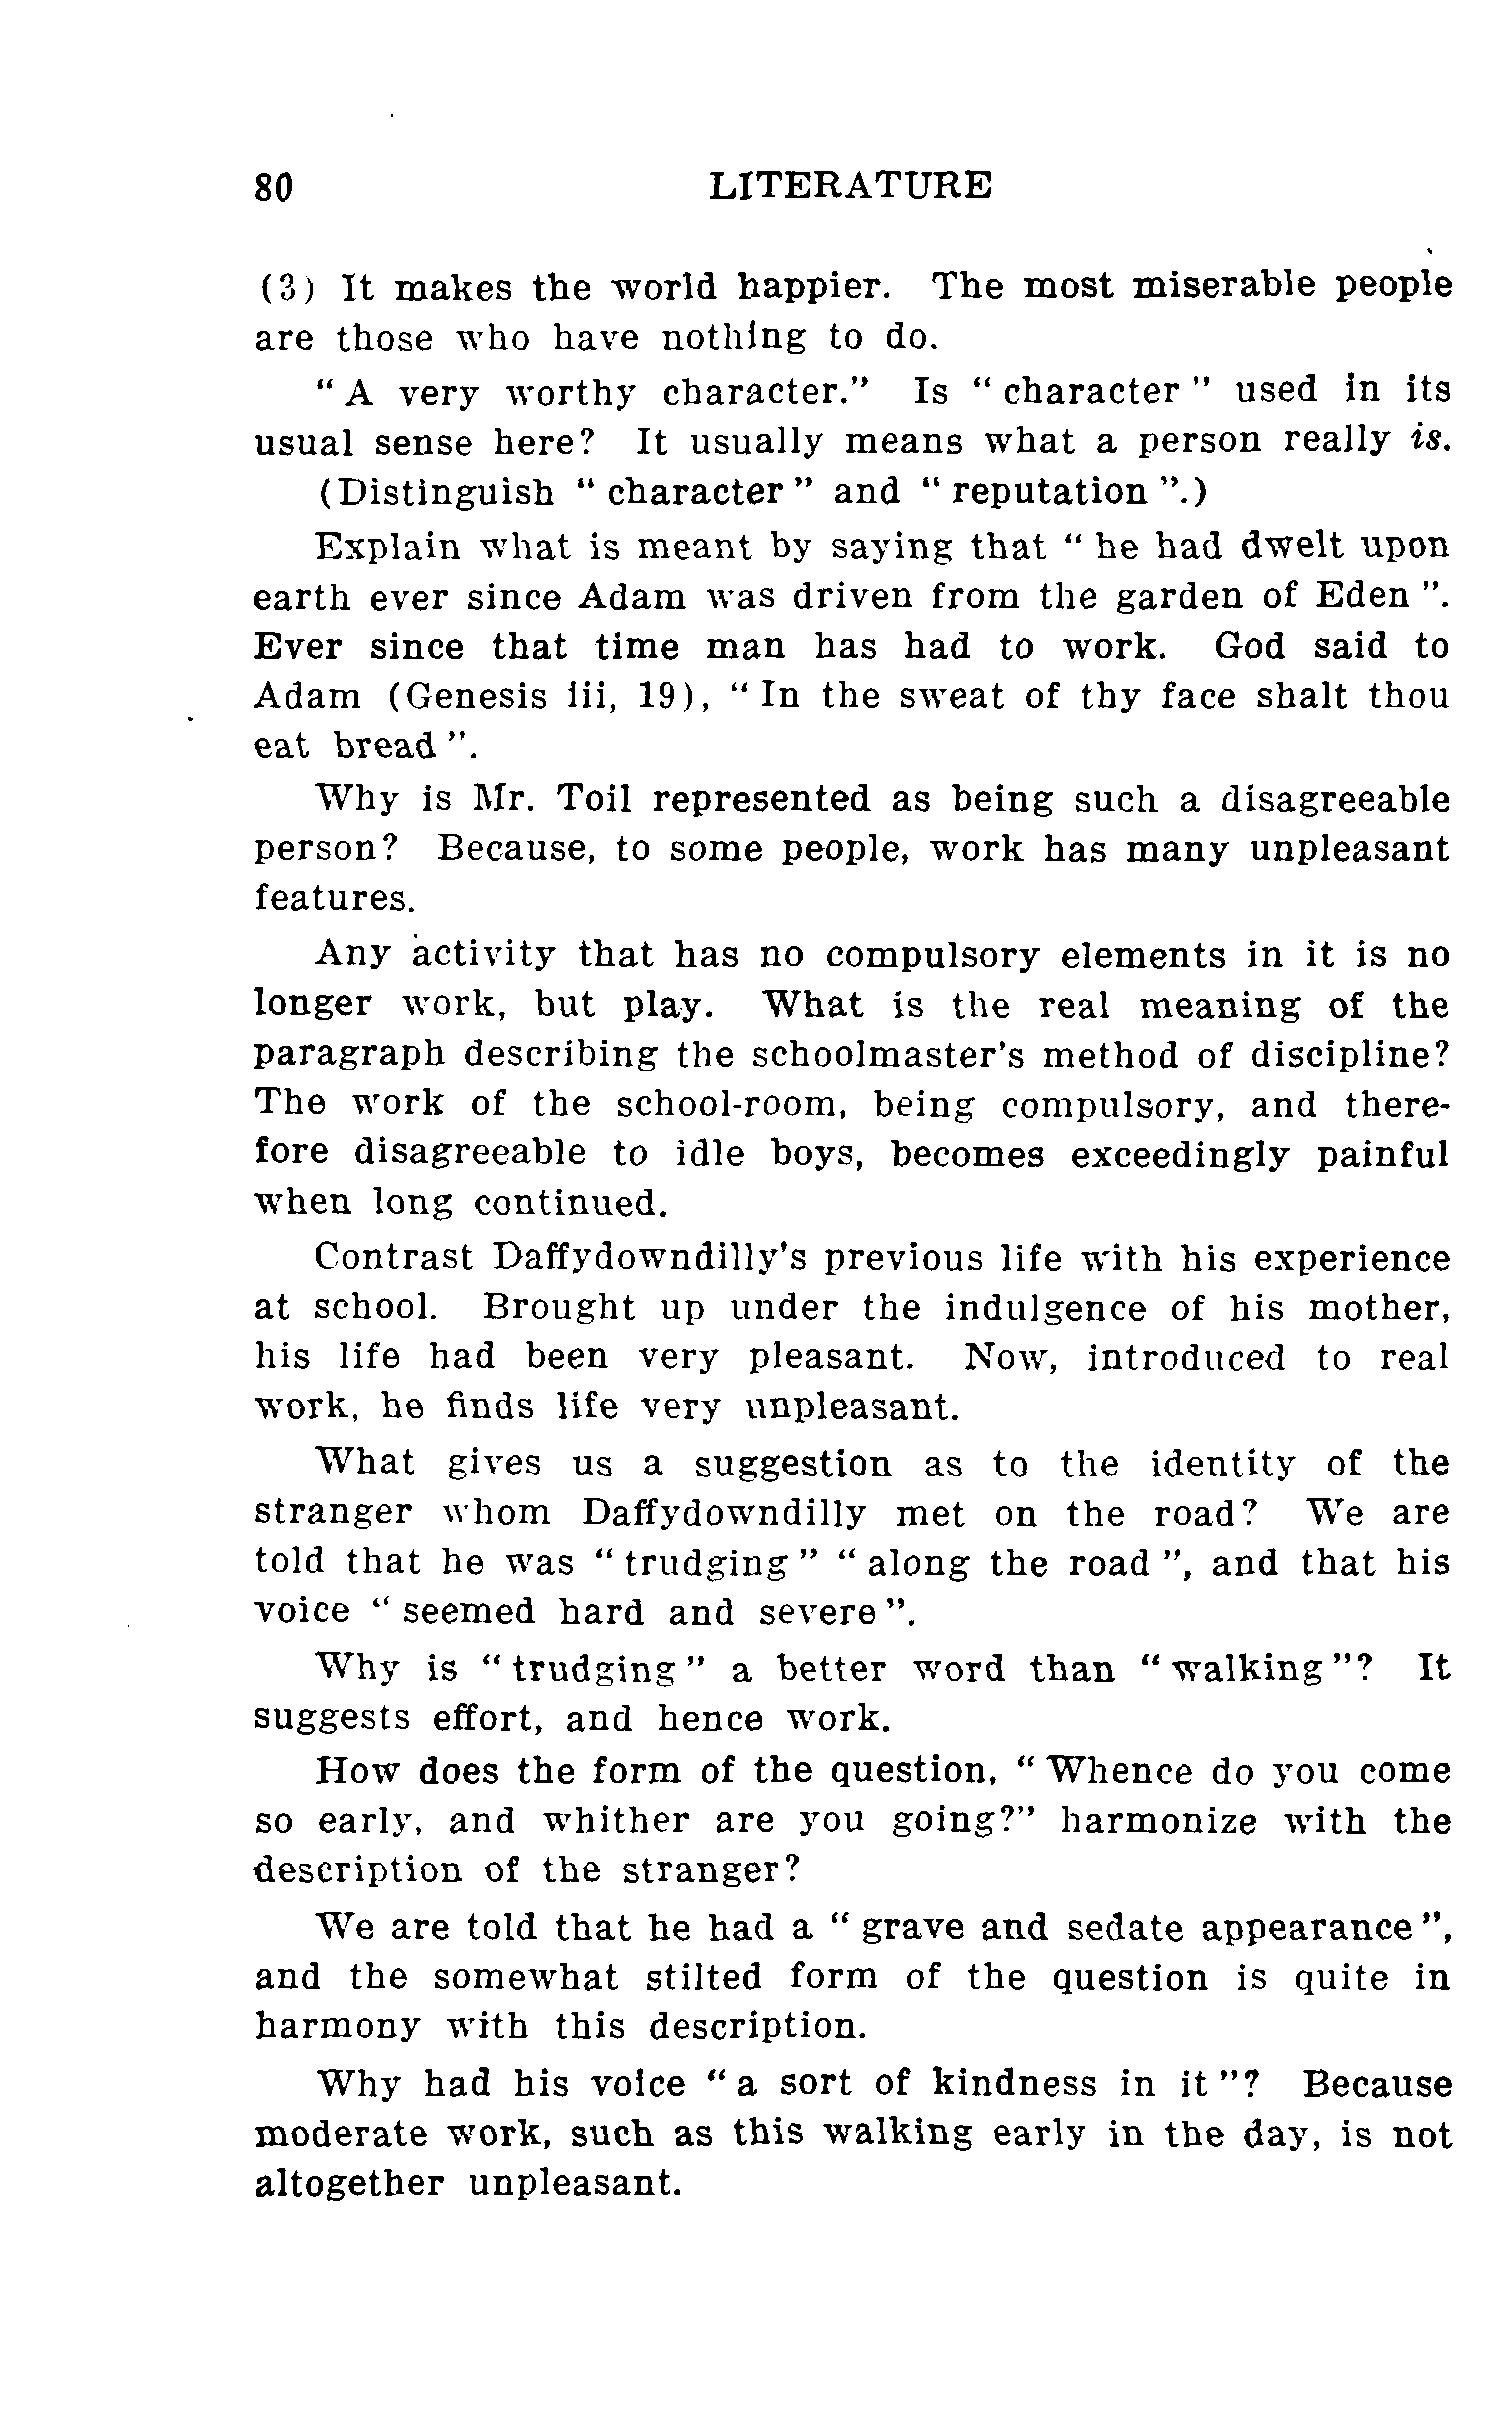 80 LITERATURE
(3) It makes the world happier. The most miserable people
are those who have nothing to do.
" A very worthy character." Is " character " used in its
usual sense here? It usually means what a person really is.
(Distinguish " character " and " reputation ".)
Explain what is meant by saying that " he had dwelt upon
earth ever since Adam was driven from the garden of Eden ".
Ever since that time man has had to work. God said to
Adam (Genesis iii, 19), " In the sweat of thy face shalt thou
eat bread ".
Why is Mr. Toil represented as being such a disagreeable
person? Because, to some people, work has many unpleasant
features.
Any activity that has no compulsory elements in it is no
longer work, but play. What is the real meaning of the
paragraph describing the schoolmaster's method of discipline?
The work of the school-room, being compulsory, and there-
fore disagreeable to idle boys, becomes exceedingly painful
when long continued.
Contrast Daffydowndilly's previous life with his experience
at school. Brought up under the indulgence of his mother,
his life had been very pleasant. Now, introduced to real
work, he finds life very unpleasant.
What gives us a suggestion as to the identity of the
stranger whom Daffydowndilly met on the road? We are
told that he was " trudging " " along the road ", and that his
voice " seemed hard and severe ".
Why is " trudging " a better word than " walking "? It
suggests effort, and hence work.
How does the form of the question, " Whence do you come
so early, and whither are you going?" harmonize with the
description of the stranger?
We are told that he had a " grave and sedate appearance ",
and the somewhat stilted form of the question is quite in
harmony with this description.
Why had his voice " a sort of kindness in it "? Because
moderate work, such as this walking early in the day, is not
altogether unpleasant.